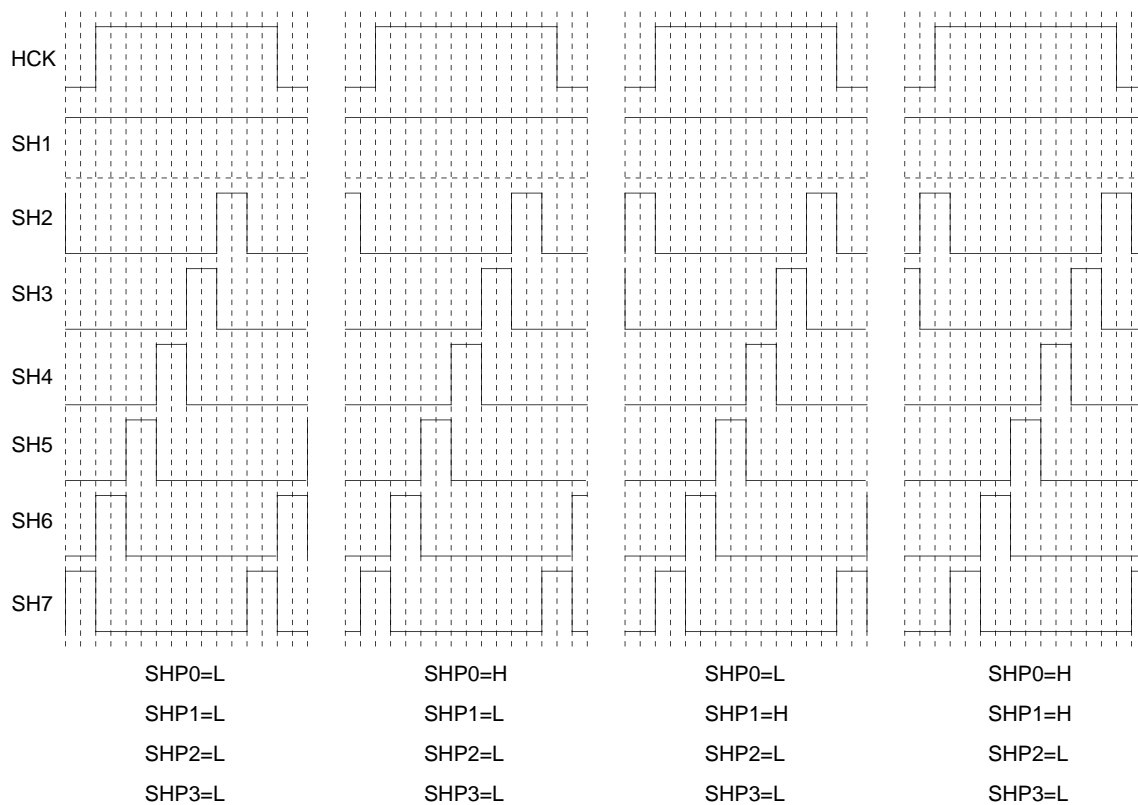 HCK
SH1
SH2
SH3
SH4
SH5
SH6
SH7
SHP0=L SHP0=H SHP0=L SHP0=H
SHP1=L SHP1=L SHP1=H SHP1=H
SHP2=L SHP2=L SHP2=L SHP2=L
SHP3=L SHP3=L SHP3=L SHP3=L